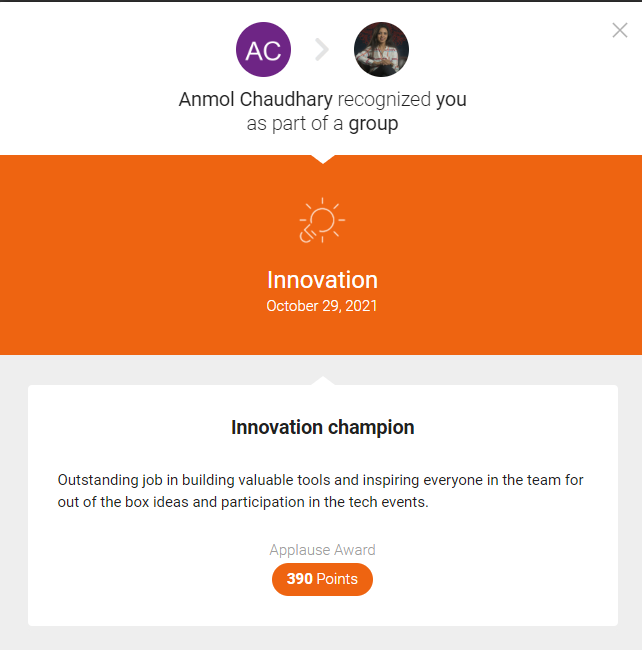 AC
Anmol Chaudhary recognized you
as part of a group
Innovation
October 29, 2021
Innovation champion
Outstanding job in building valuable tools and inspiring everyone in the team for
out of the box ideas and participation in the tech events.
Applause Award
390 Points